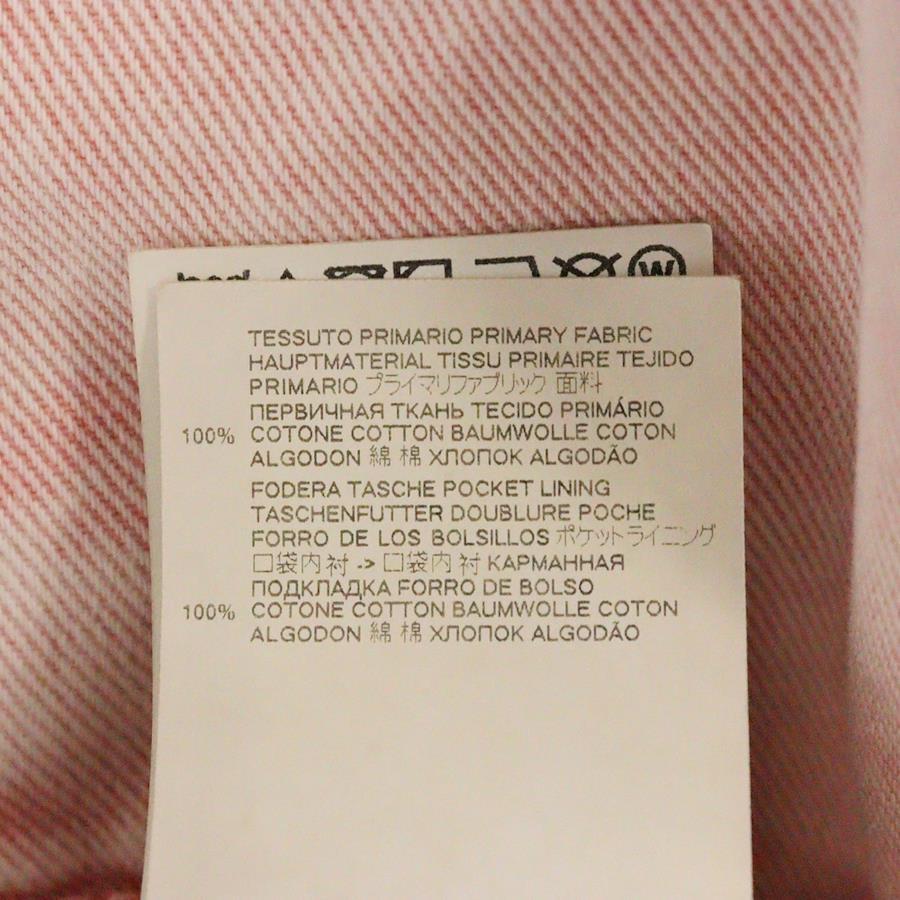 W
TESSUTO PRIMARIO PRIMARY FABRIC
HAUPTMATERIAL TISSU PRIMAIRE TEJIDO
PRIMARIO プライマリファブリック 面料
ПЕРВИЧНАЯ ТКАНЬ TECIDO PRIMÁRIO
100% COTONE COTTON BAUMWOLLE COTON
ALGODON 綿 棉 ХЛОПОК ALGODÃO
FODERA TASCHE POCKET LINING
TASCHENFUTTER DOUBLURE POCHE
FORRO DE LOS BOLSILLOS ポケットライニング
口袋内衬 -> 口袋内衬 КАРМАННАЯ
ПОДКЛАДКА FORRO DE BOLSO
100% COTONE COTTON BAUMWOLLE COTON
ALGODON 綿 棉 ХЛОПОК ALGODÃO